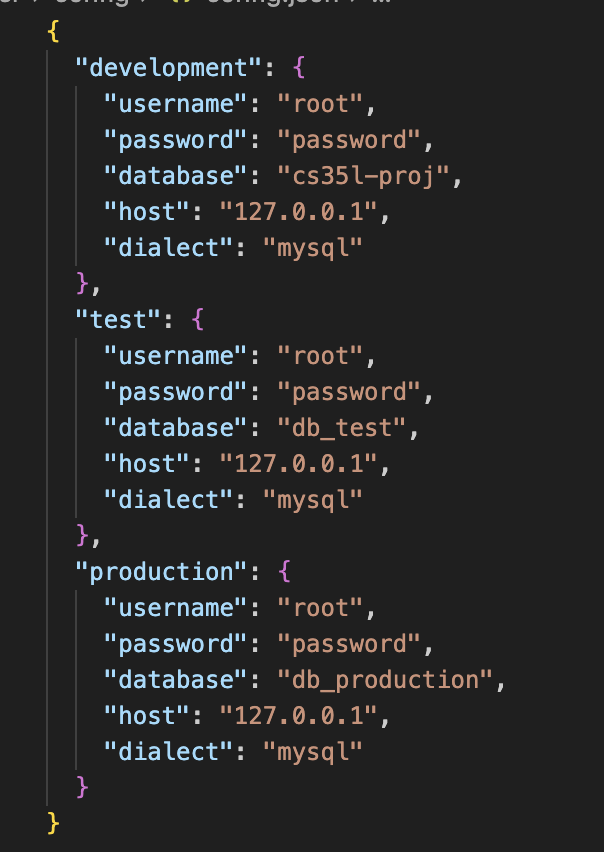 {
"development": {
"username": "root",
"password": "password",
"database": "cs35l-proj",
"host": "127.0.0.1",
"dialect": "mysql"
},
"test": {
"username": "root",
"password": "password",
"database": "db_test",
"host": "127.0.0.1",
"dialect": "mysql"
},
"production": {
"username": "root",
"password": "password",
"database": "db_production",
"host": "127.0.0.1",
"dialect": "mysql"
}
}